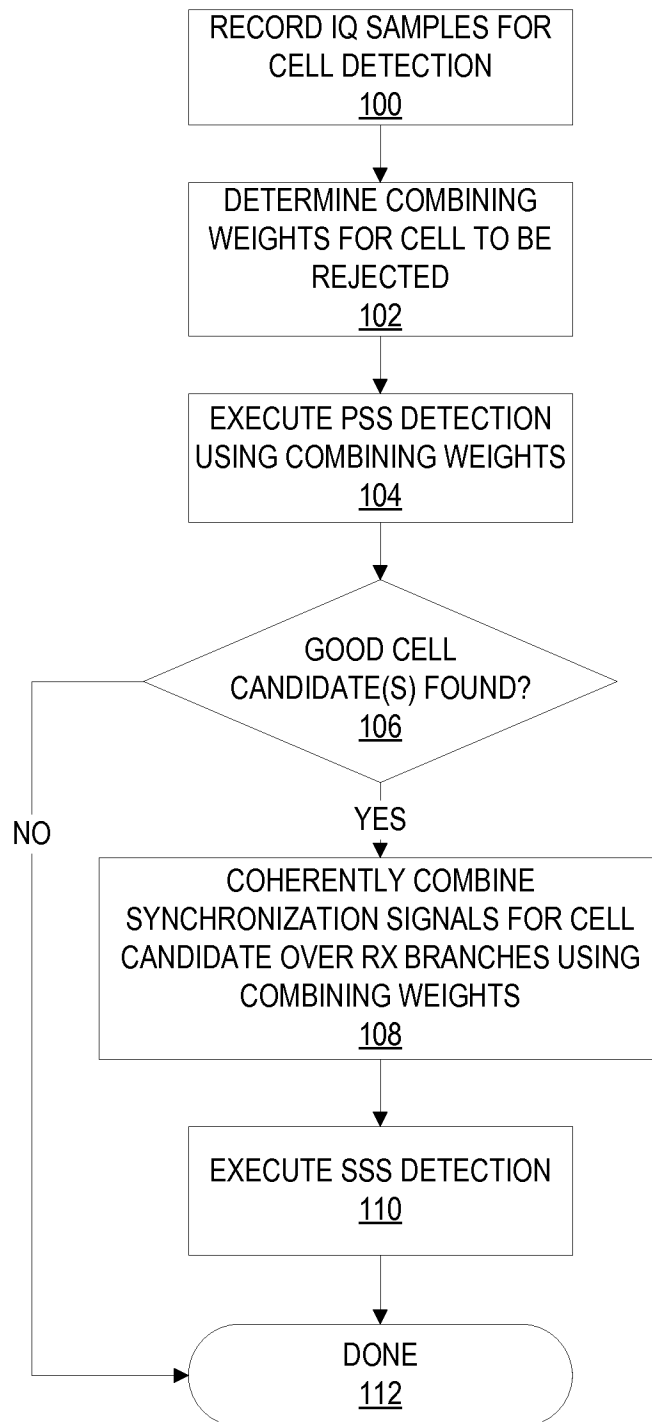 RECORD IQ SAMPLES FOR
CELL DETECTION
100
DETERMINE COMBINING
WEIGHTS FOR CELL TO BE
REJECTED
102
EXECUTE PSS DETECTION
USING COMBINING WEIGHTS
104
GOOD CELL
CANDIDATE(S) FOUND?
106
NO
YES
COHERENTLY COMBINE
SYNCHRONIZATION SIGNALS FOR CELL
CANDIDATE OVER RX BRANCHES USING
COMBINING WEIGHTS
108
EXECUTE SSS DETECTION
110
DONE
112